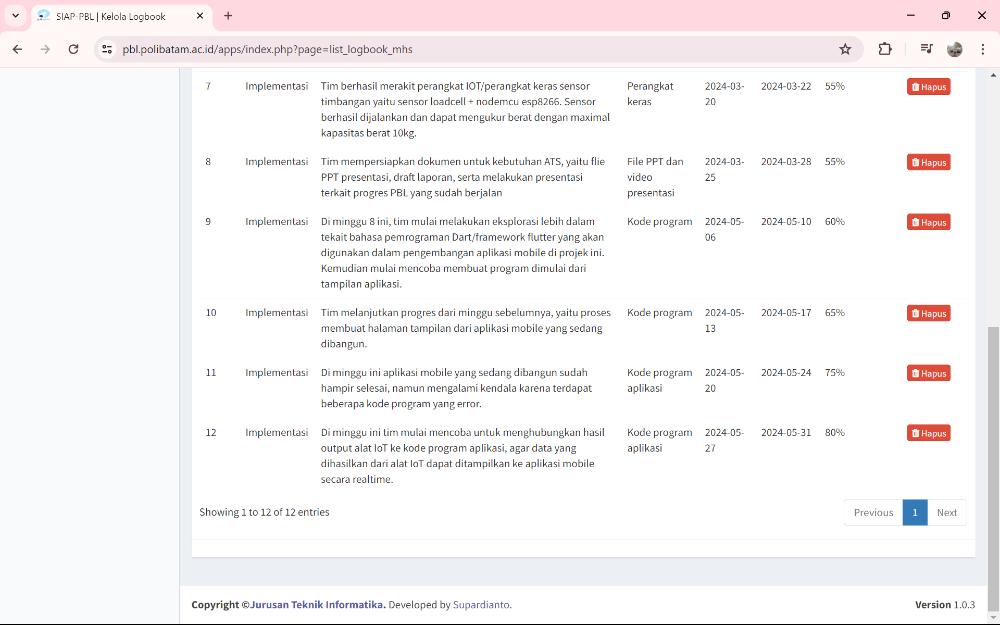 SIAP-PBL | Kelola Logbook
pbl.polibatam.ac.id/apps/index.php?page=list_logbook_mhs
7 Implementasi Tim berhasil merakit perangkat IOT/perangkat keras sensor Perangkat 2024-03- 2024-03-22 55% Hapus
timbangan yaitu sensor loadcell + nodemcu esp8266. Sensor keras 20
berhasil dijalankan dan dapat mengukur berat dengan maximal
kapasitas berat 10kg.
8 Implementasi Tim mempersiapkan dokumen untuk kebutuhan ATS, yaitu flie File PPT dan 2024-03- 2024-03-28 55% Hapus
PPT presentasi, draft laporan, serta melakukan presentasi video 25
terkait progres PBL yang sudah berjalan presentasi
9 Implementasi Di minggu 8 ini, tim mulai melakukan eksplorasi lebih dalam Kode program 2024-05- 2024-05-10 60% Hapus
tekait bahasa pemrograman Dart/framework flutter yang akan 06
digunakan dalam pengembangan aplikasi mobile di projek ini.
Kemudian mulai mencoba membuat program dimulai dari
tampilan aplikasi.
10 Implementasi Tim melanjutkan progres dari minggu sebelumnya, yaitu proses Kode program 2024-05- 2024-05-17 65% Hapus
membuat halaman tampilan dari aplikasi mobile yang sedang 13
dibangun.
11 Implementasi Di minggu ini aplikasi mobile yang sedang dibangun sudah Kode program 2024-05- 2024-05-24 75% Hapus
hampir selesai, namun mengalami kendala karena terdapat aplikasi 20
beberapa kode program yang error.
12 Implementasi Di minggu ini tim mulai mencoba untuk menghubungkan hasil Kode program 2024-05- 2024-05-31 80% Hapus
output alat IoT ke kode program aplikasi, agar data yang aplikasi 27
dihasilkan dari alat IoT dapat ditampilkan ke aplikasi mobile
secara realtime.
Showing 1 to 12 of 12 entries Previous 1 Next
Copyright ©Jurusan Teknik Informatika. Developed by Supardianto. Version 1.0.3